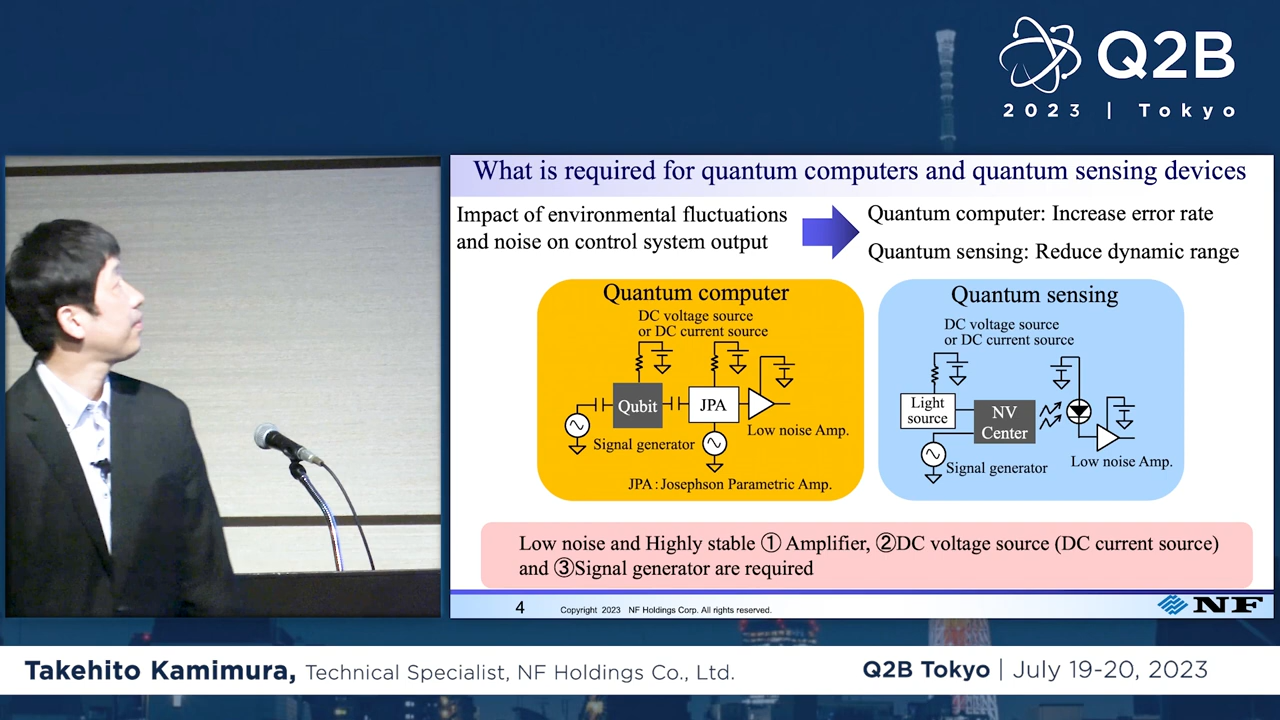 Q2B
2023 | Tokyo
What is required for quantum computers and quantum sensing devices
Impact of environmental fluctuations
and noise on control system output
Quantum computer: Increase error rate
Quantum sensing: Reduce dynamic range
Quantum computer
DC voltage source
or DC current source
Qubit
JPA
Low noise Amp.
Signal generator
JPA：Josephson Parametric Amp.
Quantum sensing
DC voltage source
or DC current source
Light
source
NV
Center
Signal generator
Low noise Amp.
Low noise and Highly stable ① Amplifier, ②DC voltage source (DC current source)
and ③Signal generator are required
4
Copyright 2023 NF Holdings Corp. All rights reserved.
NF
Takehito Kamimura, Technical Specialist, NF Holdings Co., Ltd.
Q2B Tokyo | July 19-20, 2023